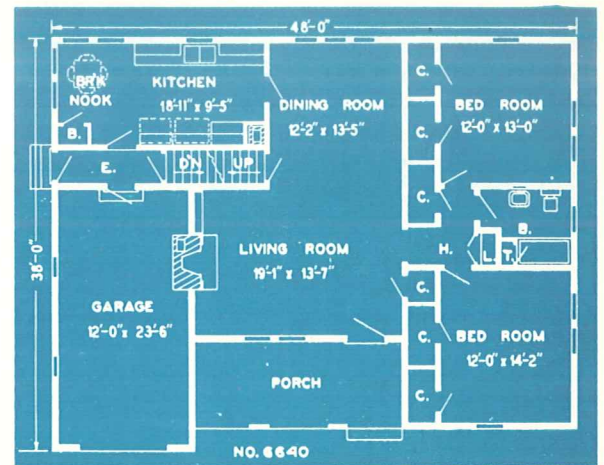 48'-0"
38'-0"
BR'K
NOOK
KITCHEN
18'-11" x 9'-5"
B.
E.
D'N
UP
DINING ROOM
12'-2" x 13'-5"
C.
C.
C.
BED ROOM
12'-0" x 13'-0"
B.
H.
L.
T.
LIVING ROOM
19'-1" x 13'-7"
GARAGE
12'-0" x 23'-6"
C.
C.
C.
BED ROOM
12'-0" x 14'-2"
PORCH
NO. 6640